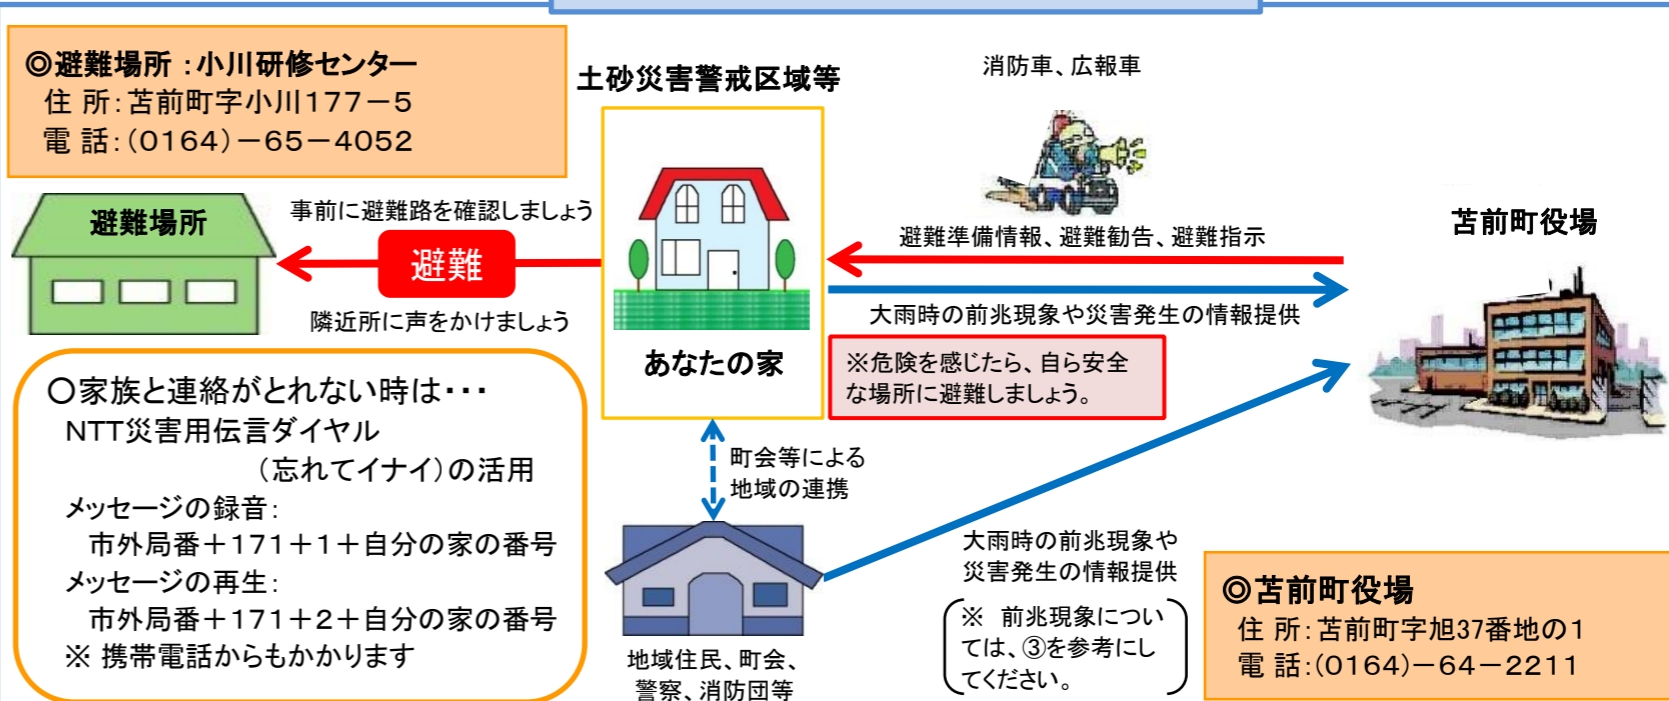 ◎避難場所：小川研修センター
住 所：苫前町字小川１７７－５
電 話：（０１６４）－６５－４０５２
土砂災害警戒区域等
消防車、広報車
避難場所
事前に避難路を確認しましょう
避難
隣近所に声をかけましょう
避難準備情報、避難勧告、避難指示
大雨時の前兆現象や災害発生の情報提供
苫前町役場
あなたの家
※危険を感じたら、自ら安全
な場所に避難しましょう。
○家族と連絡がとれない時は・・・
NTT災害用伝言ダイヤル
（忘れてイナイ）の活用
メッセージの録音：
市外局番＋１７１＋１＋自分の家の番号
メッセージの再生：
市外局番＋１７１＋２＋自分の家の番号
※ 携帯電話からもかかります
町会等による
地域の連携
地域住民、町会、
警察、消防団等
大雨時の前兆現象や
災害発生の情報提供
（※ 前兆現象につい
ては、③を参考にし
てください。）
◎苫前町役場
住 所：苫前町字旭37番地の1
電 話：（０１６４）－６４－２２１１